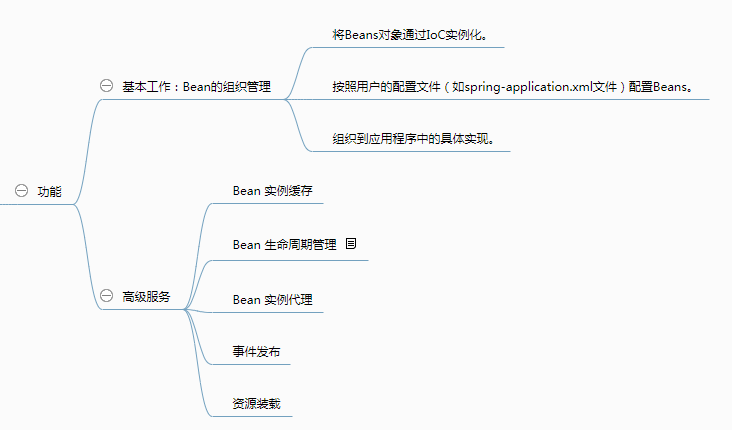 功能
基本工作：Bean的组织管理
将Beans对象通过IoC实例化。
按照用户的配置文件（如spring-application.xml文件）配置Beans。
组织到应用程序中的具体实现。
高级服务
Bean 实例缓存
Bean 生命周期管理
Bean 实例代理
事件发布
资源装载